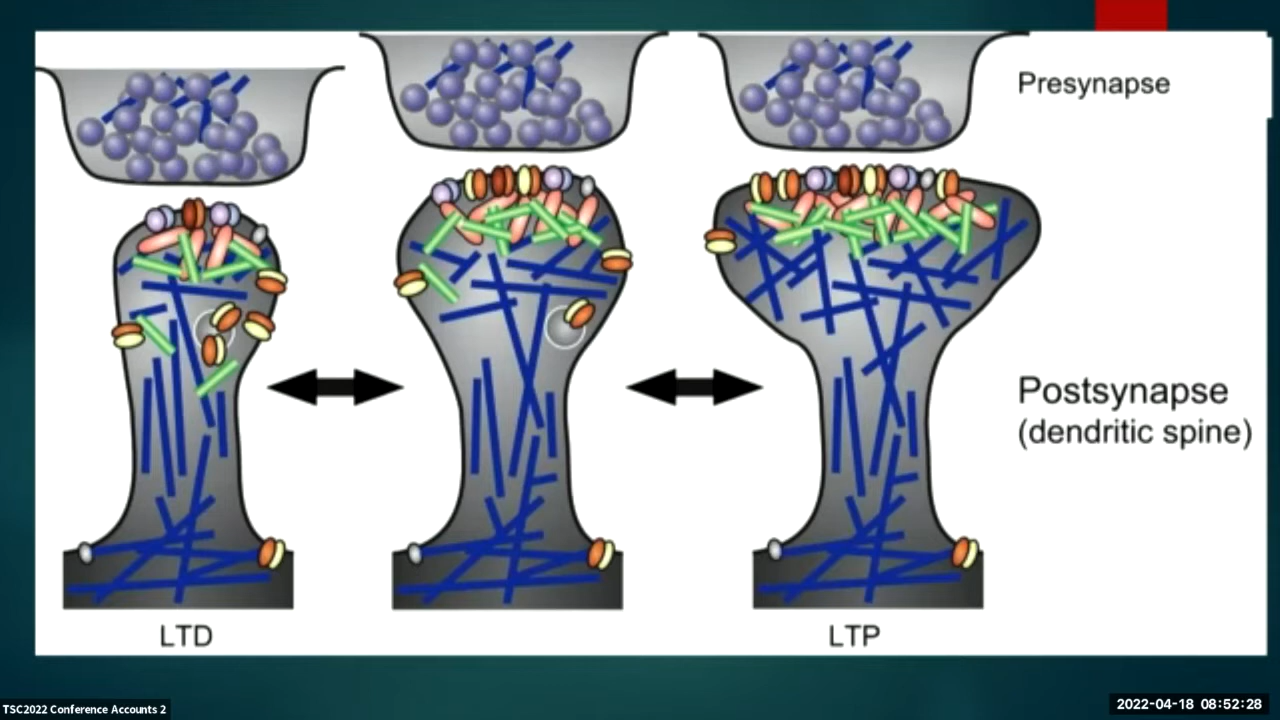 Presynapse
Postsynapse
(dendritic spine)
LTD
LTP
TSC2022 Conference Accounts 2
2022-04-18 08:52:28